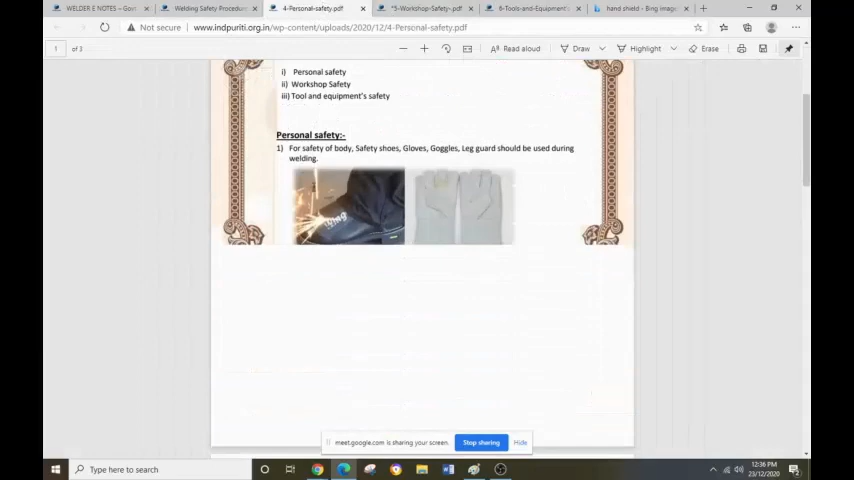 WELDER E NOTES – Gov
Welding Safety Procedure
4-Personal-safety.pdf
*5-Workshop-Safety-.pdf
6-Tools-and-Equipment's
hand shield - Bing image
Not secure www.indpuriti.org.in/wp-content/uploads/2020/12/4-Personal-safety.pdf
1 of 3
Read aloud
Draw
Highlight
Erase
i) Personal safety
ii) Workshop Safety
iii) Tool and equipment's safety
Personal safety:-
1) For safety of body, Safety shoes, Gloves, Goggles, Leg guard should be used during
welding.
meet.google.com is sharing your screen. Stop sharing Hide
Type here to search
12:36 PM
23/12/2020